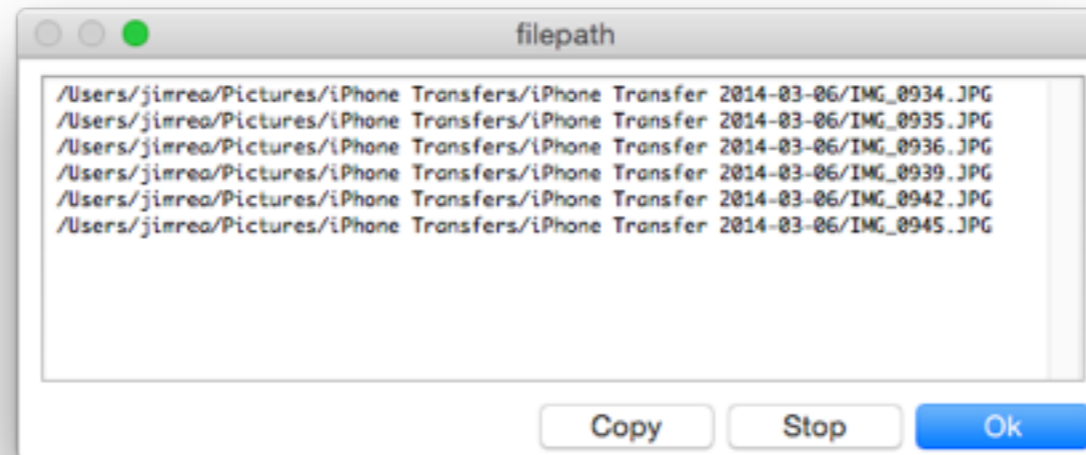 filepath
/Users/jimrea/Pictures/iPhone Transfers/iPhone Transfer 2014-03-06/IMG_0934.JPG
/Users/jimrea/Pictures/iPhone Transfers/iPhone Transfer 2014-03-06/IMG_0935.JPG
/Users/jimrea/Pictures/iPhone Transfers/iPhone Transfer 2014-03-06/IMG_0936.JPG
/Users/jimrea/Pictures/iPhone Transfers/iPhone Transfer 2014-03-06/IMG_0939.JPG
/Users/jimrea/Pictures/iPhone Transfers/iPhone Transfer 2014-03-06/IMG_0942.JPG
/Users/jimrea/Pictures/iPhone Transfers/iPhone Transfer 2014-03-06/IMG_0945.JPG
Copy Stop Ok